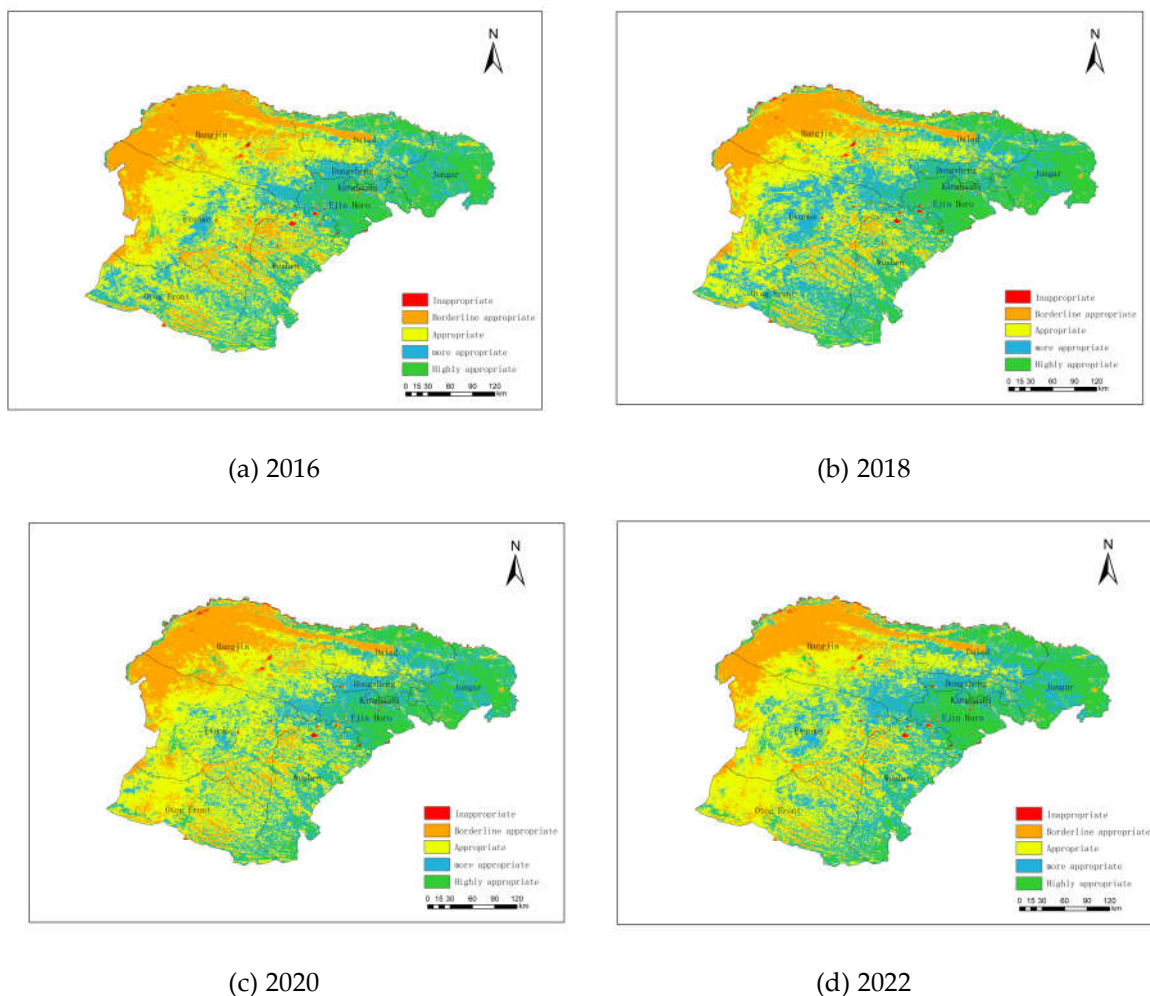 N
Hangjin
Dalad
Dongsheng
Kangbashi
Jungar
Ejin Horo
Etuoke
Wushen
Otog Front
Inappropriate
Borderline appropriate
Appropriate
more appropriate
Highly appropriate
0 15 30 60 90 120
km
(a) 2016
N
Hangjin
Dalad
Dongsheng
Kangbashi
Jungar
Ejin Horo
Etuoke
Wushen
Otog Front
Inappropriate
Borderline appropriate
Appropriate
more appropriate
Highly appropriate
0 15 30 60 90 120
km
(b) 2018
N
Hangjin
Dalad
Dongsheng
Kangbashi
Jungar
Ejin Horo
Etuoke
Wushen
Otog Front
Inappropriate
Borderline appropriate
Appropriate
more appropriate
Highly appropriate
0 15 30 60 90 120
km
(c) 2020
N
Hangjin
Dalad
Dongsheng
Kangbashi
Jungar
Ejin Horo
Etuoke
Wushen
Otog Front
Inappropriate
Borderline appropriate
Appropriate
more appropriate
Highly appropriate
0 15 30 60 90 120
km
(d) 2022